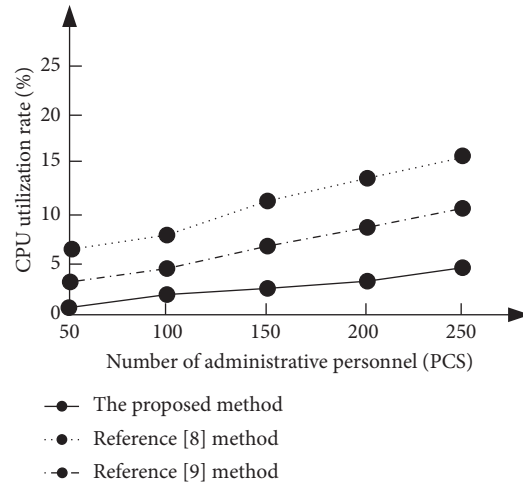 CPU utilization rate (%)
25
20
15
10
5
0
50 100 150 200 250
Number of administrative personnel (PCS)
The proposed method
Reference [8] method
Reference [9] method